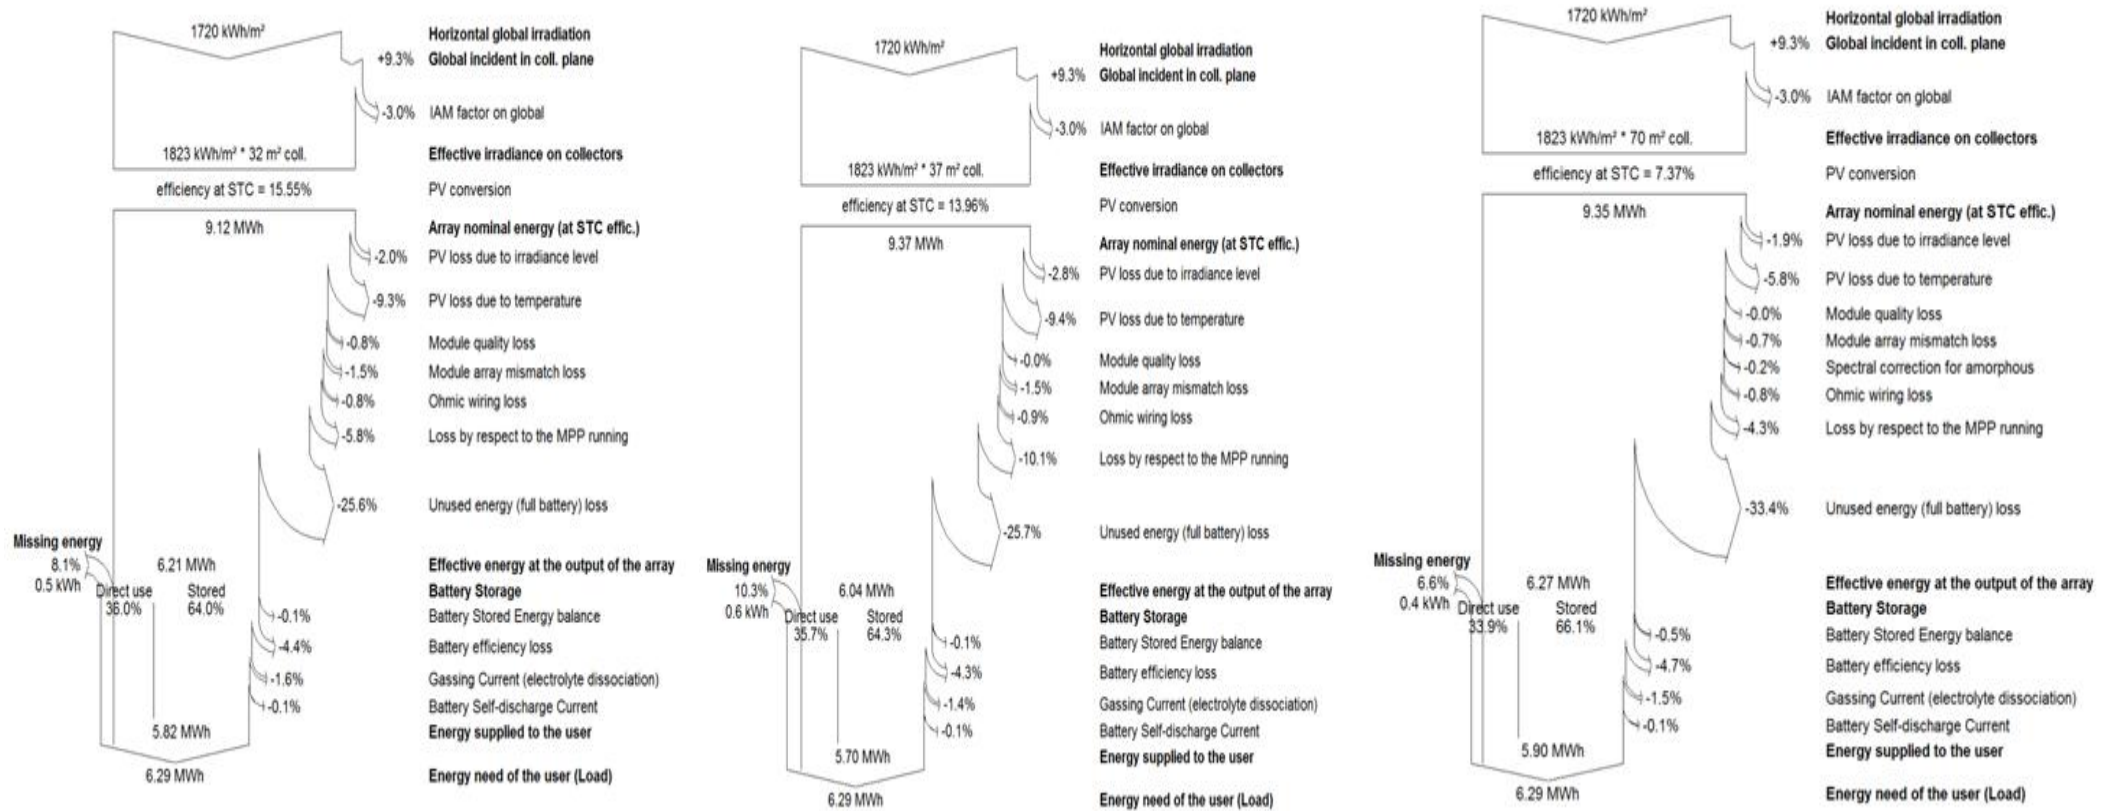 1720 kWh/m²
Horizontal global irradiation
+9.3% Global incident in coll. plane
-3.0% IAM factor on global
1823 kWh/m² * 32 m² coll.
Effective irradiance on collectors
efficiency at STC = 15.55%
PV conversion
9.12 MWh
Array nominal energy (at STC effic.)
-2.0% PV loss due to irradiance level
-9.3% PV loss due to temperature
-0.8% Module quality loss
-1.5% Module array mismatch loss
-0.8% Ohmic wiring loss
-5.8% Loss by respect to the MPP running
-25.6% Unused energy (full battery) loss
Missing energy
8.1%
0.5 kWh
6.21 MWh
Effective energy at the output of the array
Direct use
36.0%
Stored
64.0%
Battery Storage
-0.1% Battery Stored Energy balance
-4.4% Battery efficiency loss
-1.6% Gassing Current (electrolyte dissociation)
-0.1% Battery Self-discharge Current
5.82 MWh
Energy supplied to the user
6.29 MWh
Energy need of the user (Load)
1720 kWh/m²
Horizontal global irradiation
+9.3% Global incident in coll. plane
-3.0% IAM factor on global
1823 kWh/m² * 37 m² coll.
Effective irradiance on collectors
efficiency at STC = 13.96%
PV conversion
9.37 MWh
Array nominal energy (at STC effic.)
-2.8% PV loss due to irradiance level
-9.4% PV loss due to temperature
-0.0% Module quality loss
-1.5% Module array mismatch loss
-0.9% Ohmic wiring loss
-10.1% Loss by respect to the MPP running
-25.7% Unused energy (full battery) loss
Missing energy
10.3%
0.6 kWh
6.04 MWh
Effective energy at the output of the array
Direct use
35.7%
Stored
64.3%
Battery Storage
-0.1% Battery Stored Energy balance
-4.3% Battery efficiency loss
-1.4% Gassing Current (electrolyte dissociation)
-0.1% Battery Self-discharge Current
5.70 MWh
Energy supplied to the user
6.29 MWh
Energy need of the user (Load)
1720 kWh/m²
Horizontal global irradiation
+9.3% Global incident in coll. plane
-3.0% IAM factor on global
1823 kWh/m² * 70 m² coll.
Effective irradiance on collectors
efficiency at STC = 7.37%
PV conversion
9.35 MWh
Array nominal energy (at STC effic.)
-1.9% PV loss due to irradiance level
-5.8% PV loss due to temperature
-0.0% Module quality loss
-0.7% Module array mismatch loss
-0.2% Spectral correction for amorphous
-0.8% Ohmic wiring loss
-4.3% Loss by respect to the MPP running
-33.4% Unused energy (full battery) loss
Missing energy
6.6%
0.4 kWh
6.27 MWh
Effective energy at the output of the array
Direct use
33.9%
Stored
66.1%
Battery Storage
-0.5% Battery Stored Energy balance
-4.7% Battery efficiency loss
-1.5% Gassing Current (electrolyte dissociation)
-0.1% Battery Self-discharge Current
5.90 MWh
Energy supplied to the user
6.29 MWh
Energy need of the user (Load)